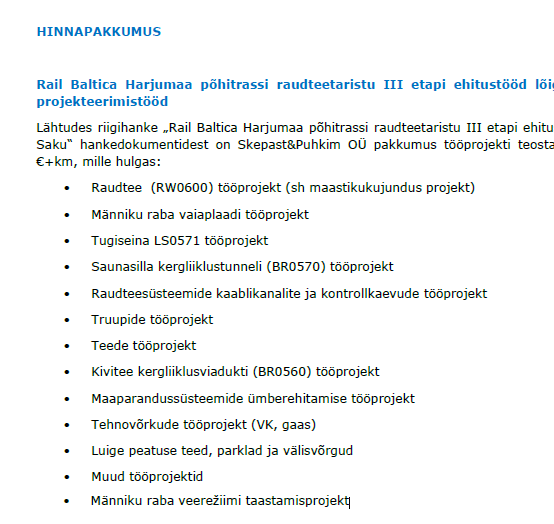 HINNAPAKKUMUS
Rail Baltica Harjumaa põhitrassi raudteetaristu III etapi ehitustööd
projekteerimistööd
Lähtudes riigihanke „Rail Baltica Harjumaa põhitrassi raudteetaristu III etapi
Saku“ hankedokumentidest on Skepast&Puhkim OÜ pakkumus tööprojekti
€+km, mille hulgas:
• Raudtee (RW0600) tööprojekt (sh maastikukujundus projekt)
• Männiku raba vaiaplaadi tööprojekt
• Tugiseina LS0571 tööprojekt
• Saunasilla kergliiklustunneli (BR0570) tööprojekt
• Raudteesüsteemide kaablikanalite ja kontrollkaevude tööprojekt
• Truupide tööprojekt
• Teede tööprojekt
• Kivitee kergliiklusviadukti (BR0560) tööprojekt
• Maaparandussüsteemide ümberehitamise tööprojekt
• Tehnovõrkude tööprojekt (VK, gaas)
• Luige peatuse teed, parklad ja välisvõrgud
• Muud tööprojektid
• Männiku raba veerežiimi taastamisprojekt